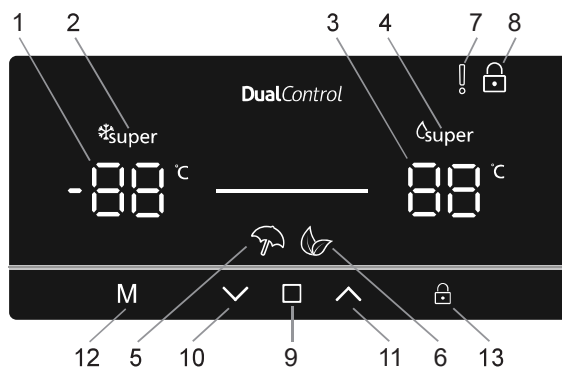 1 2 3 4 7 8
DualControl
super super
-88 °C 88 °C
M
12 5 10 9 11 6 13